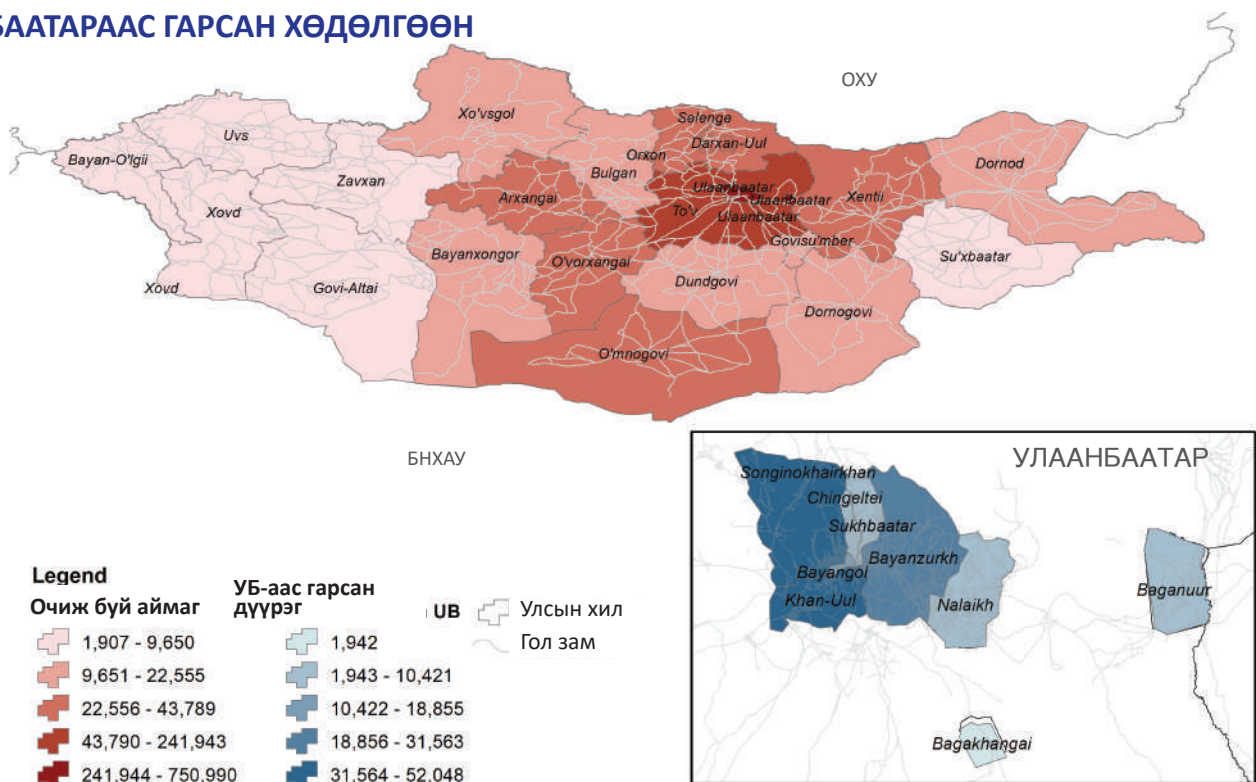 БААТАРААС ГАРСАН ХӨДӨЛГӨӨН
ОХУ
Xo'vsgol
Selenge
Uvs
Darxan-Uul
Bayan-O'lgii
Orxon
Dornod
Bulgan
Zavxan
Ulaanbaatar
Arxangai
Ulaanbaatar
Xentii
Xovd
To'v
Ulaanbaatar
Govisu'mber
Bayanxongor
O'vorxangai
Su'xbaatar
Xovd
Govi-Altai
Dundgovi
Dornogovi
O'mnogovi
БНХАУ
УЛААНБААТАР
Songinokhairkhan
Chingeltei
Sukhbaatar
Bayanzurkh
Bayangol
Baganuur
Khan-Uul
Nalaikh
Bagakhangai
Legend
Очиж буй аймаг
1,907 - 9,650
9,651 - 22,555
22,556 - 43,789
43,790 - 241,943
241,944 - 750,990
УБ-аас гарсан
дүүрэг
1,942
1,943 - 10,421
10,422 - 18,855
18,856 - 31,563
31,564 - 52,048
UB
Улсын хил
Гол зам